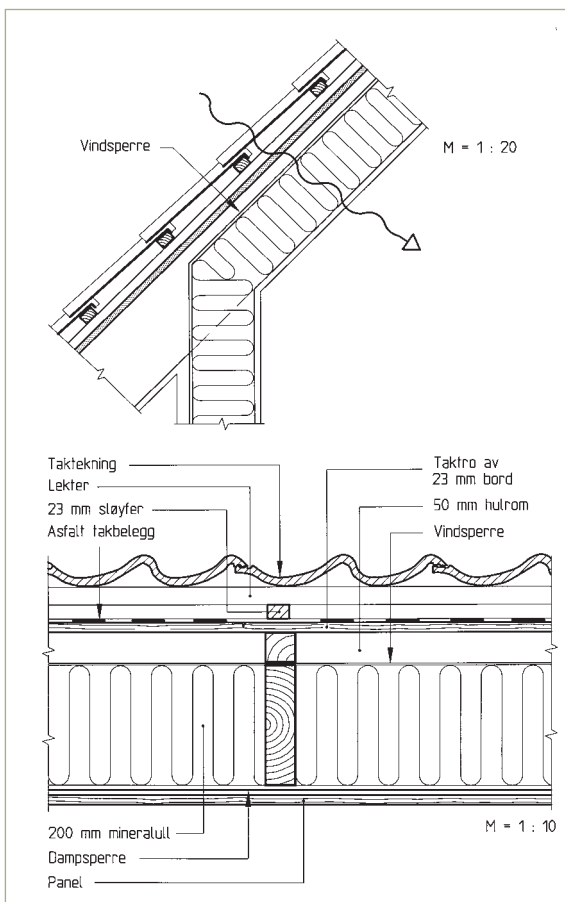 Vindsperre
M = 1 : 20
Taktekning
Lekter
23 mm sløyfer
Asfalt takbelegg
Taktro av
23 mm bord
50 mm hulrom
Vindsperre
200 mm mineralull
Dampsperre
Panel
M = 1 : 10